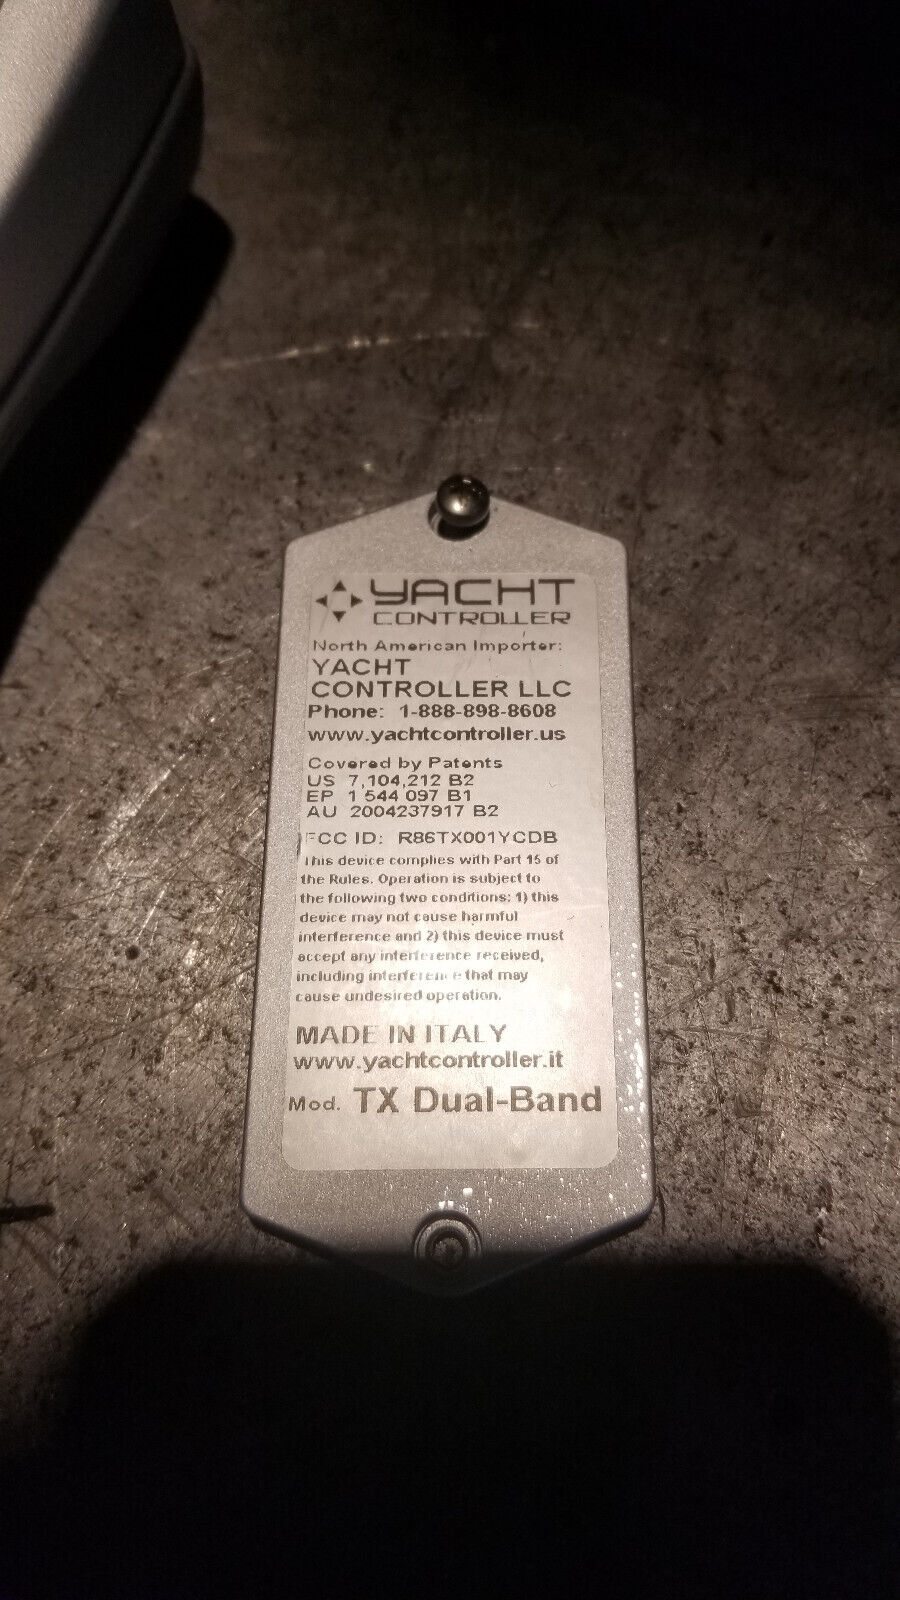 YACHT
CONTROLLER
North American Importer:
YACHT
CONTROLLER LLC
Phone: 1-888-898-8608
www.yachtcontroller.us
Covered by Patents
US 7,104,212 B2
EP 1 544 097 B1
AU 2004237917 B2
FCC ID: R86TX001YCDB
This device complies with Part 15 of
the Rules. Operation is subject to
the following two conditions: 1) this
device may not cause harmful
interference and 2) this device must
accept any interference received,
including interference that may
cause undesired operation.
MADE IN ITALY
www.yachtcontroller.it
Mod. TX Dual-Band